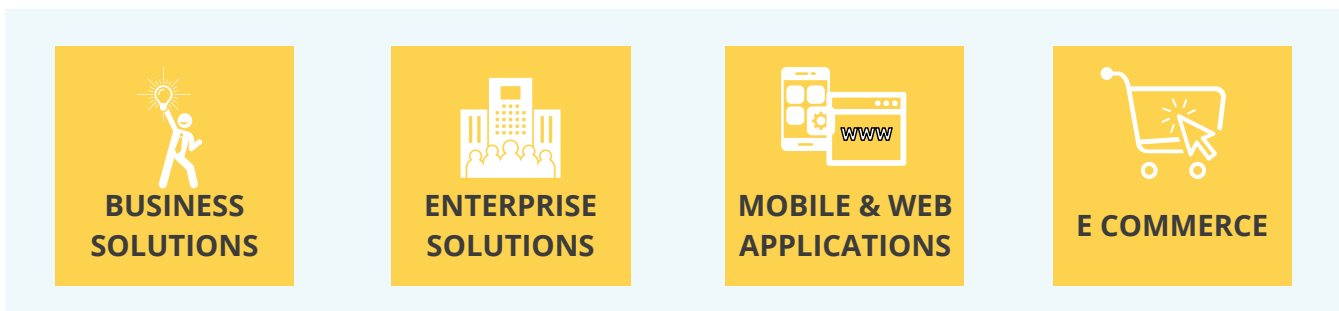 BUSINESS
SOLUTIONS
ENTERPRISE
SOLUTIONS
www
MOBILE & WEB
APPLICATIONS
E COMMERCE